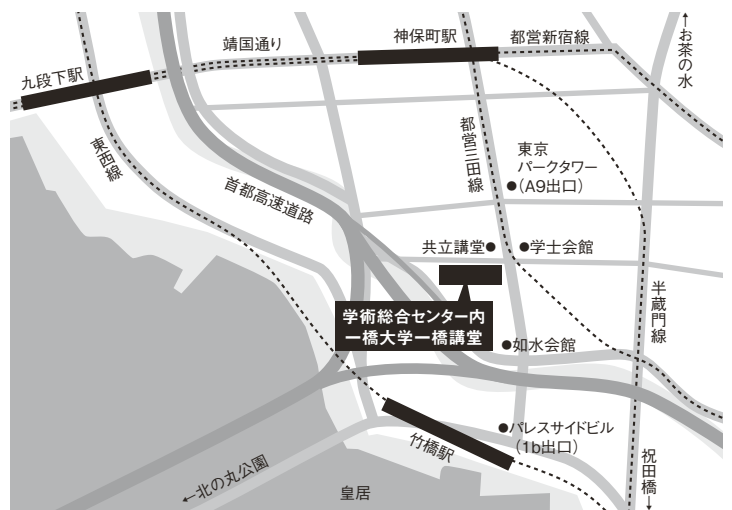 ↑お茶の水
神保町駅
都営新宿線
靖国通り
九段下駅
東西線
都営三田線
東京
パークタワー
●(A9出口)
首都高速道路
共立講堂●
●学士会館
学術総合センター内
一橋大学一橋講堂
半蔵門線
●如水会館
●パレスサイドビル
(1b出口)
竹橋駅
祝田橋→
←北の丸公園
皇居